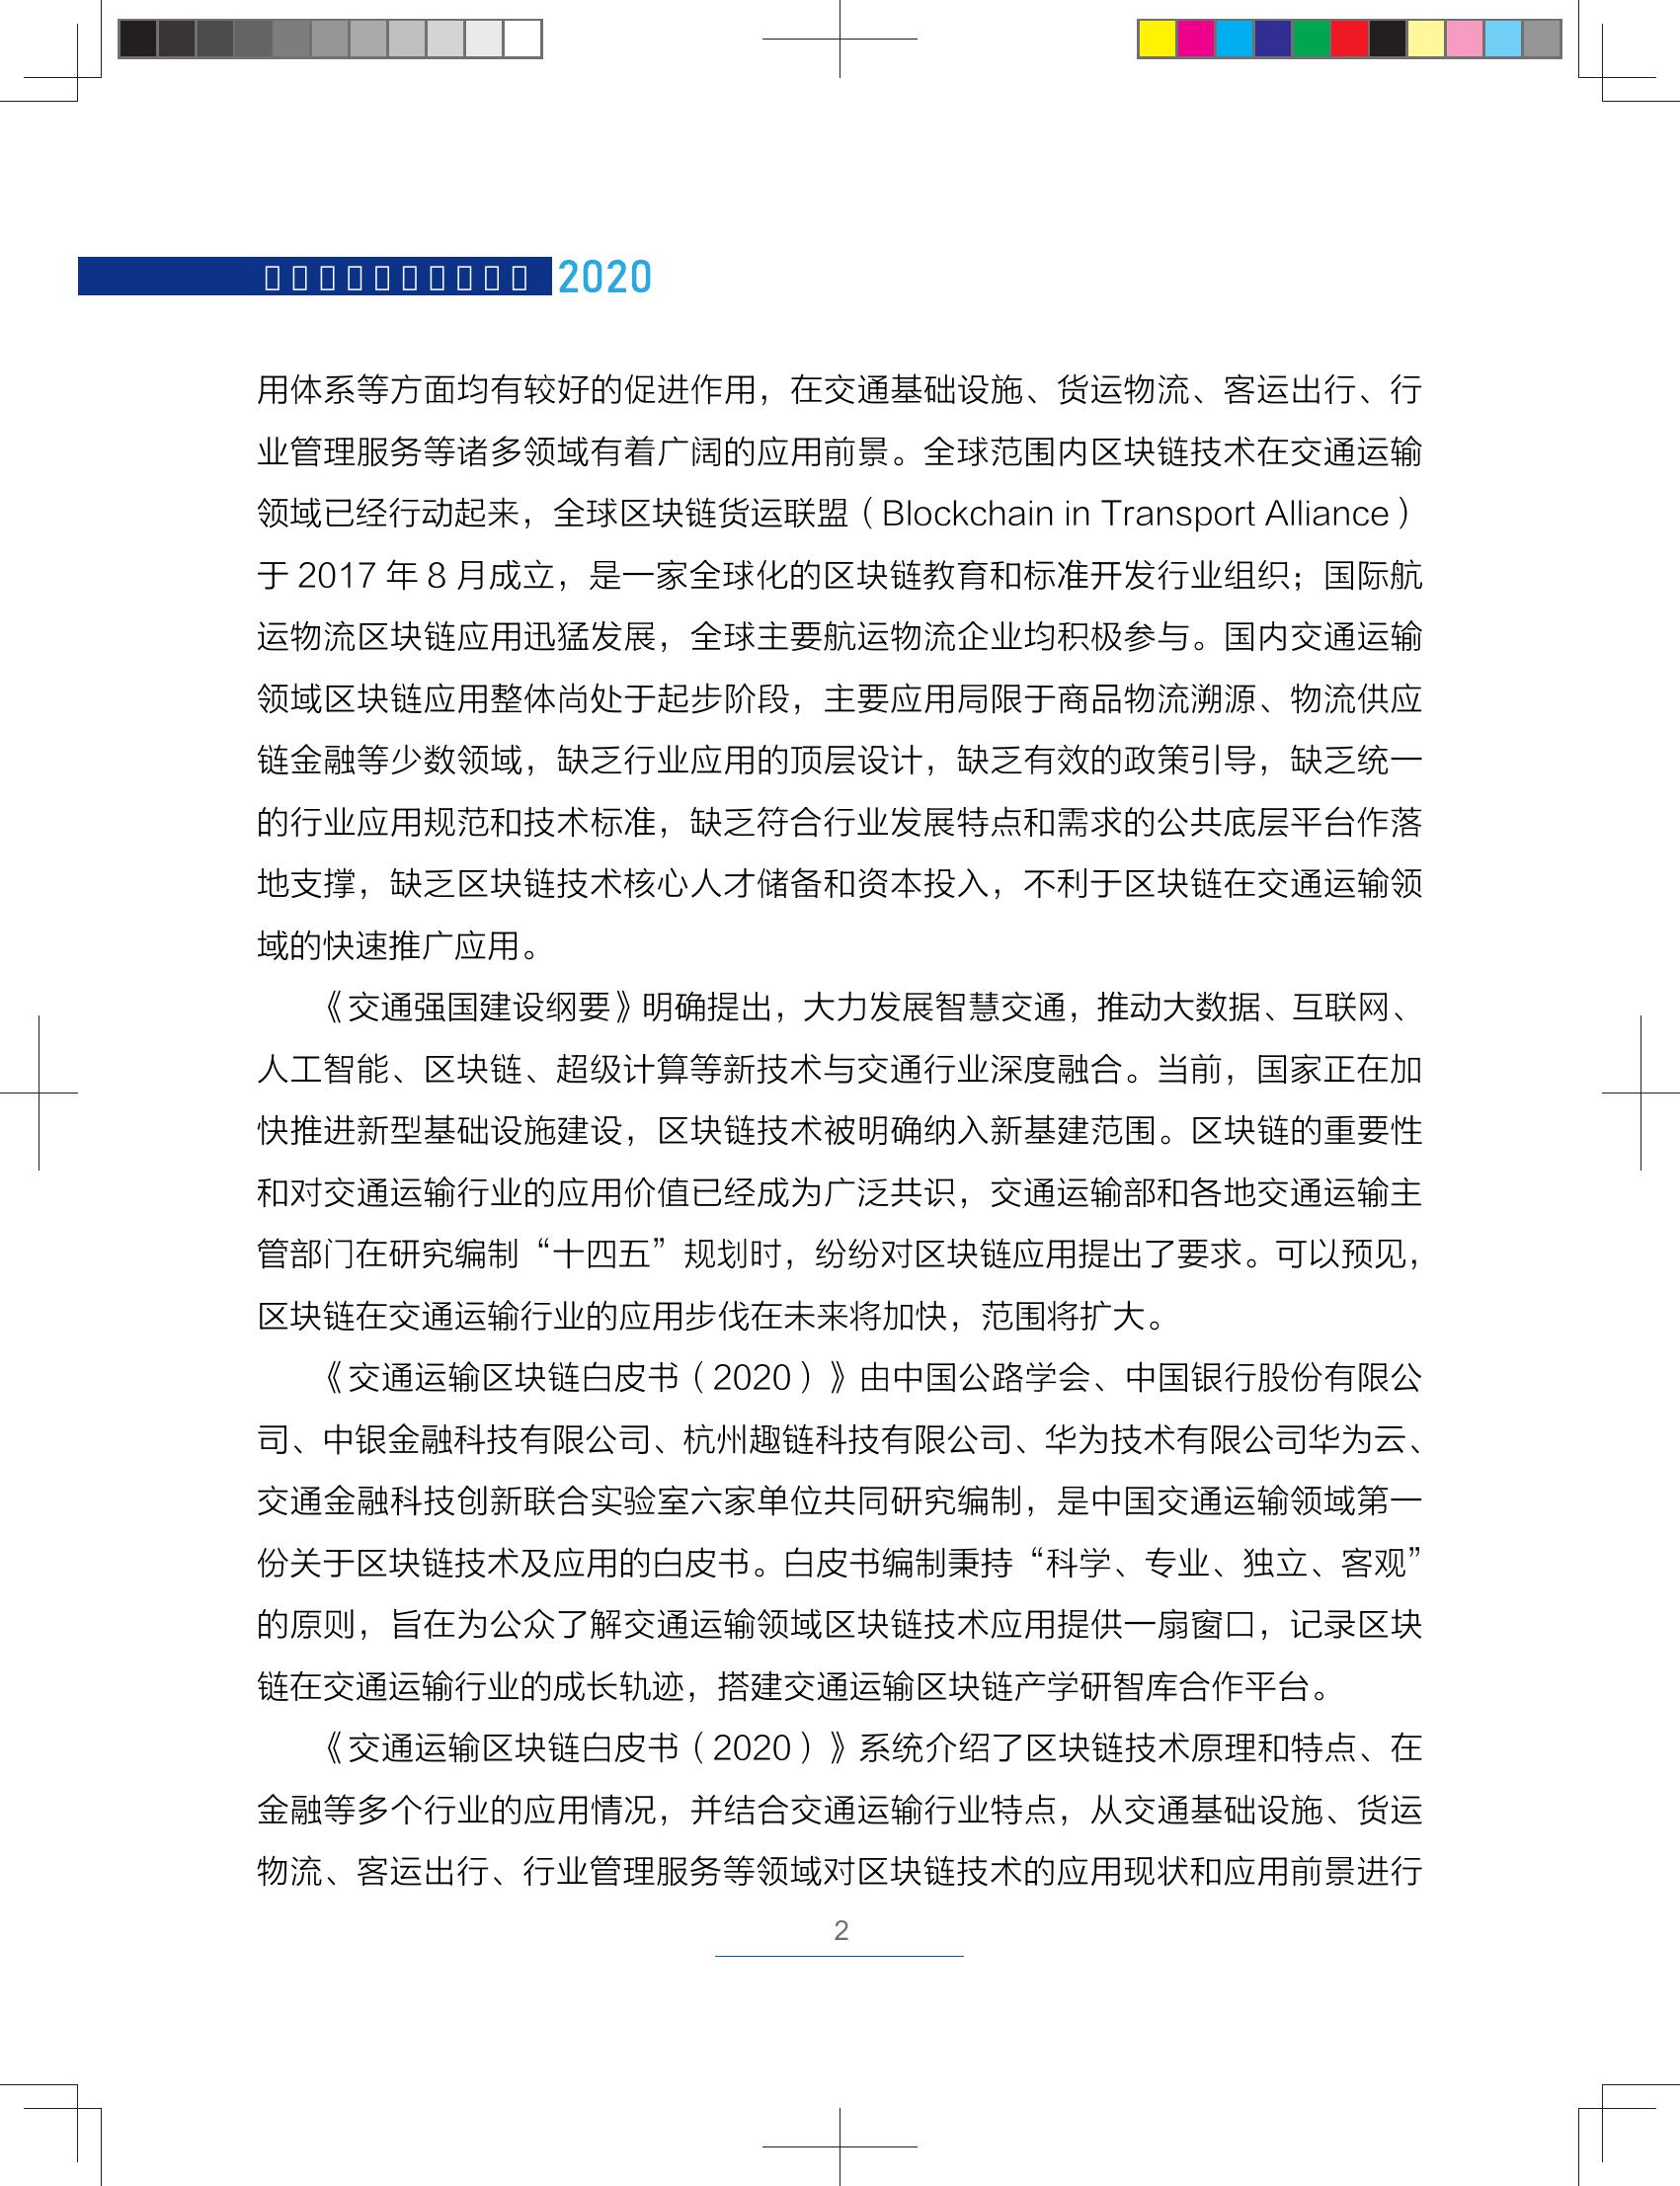 2020
用体系等方面均有较好的促进作用，在交通基础设施、货运物流、客运出行、行
业管理服务等诸多领域有着广阔的应用前景。全球范围内区块链技术在交通运输
领域已经行动起来，全球区块链货运联盟（Blockchain in Transport Alliance）
于 2017 年 8 月成立，是一家全球化的区块链教育和标准开发行业组织；国际航
运物流区块链应用迅猛发展，全球主要航运物流企业均积极参与。国内交通运输
领域区块链应用整体尚处于起步阶段，主要应用局限于商品物流溯源、物流供应
链金融等少数领域，缺乏行业应用的顶层设计，缺乏有效的政策引导，缺乏统一
的行业应用规范和技术标准，缺乏符合行业发展特点和需求的公共底层平台作落
地支撑，缺乏区块链技术核心人才储备和资本投入，不利于区块链在交通运输领
域的快速推广应用。
《交通强国建设纲要》明确提出，大力发展智慧交通，推动大数据、互联网、
人工智能、区块链、超级计算等新技术与交通行业深度融合。当前，国家正在加
快推进新型基础设施建设，区块链技术被明确纳入新基建范围。区块链的重要性
和对交通运输行业的应用价值已经成为广泛共识，交通运输部和各地交通运输主
管部门在研究编制“十四五”规划时，纷纷对区块链应用提出了要求。可以预见，
区块链在交通运输行业的应用步伐在未来将加快，范围将扩大。
《交通运输区块链白皮书（2020）》由中国公路学会、中国银行股份有限公
司、中银金融科技有限公司、杭州趣链科技有限公司、华为技术有限公司华为云、
交通金融科技创新联合实验室六家单位共同研究编制，是中国交通运输领域第一
份关于区块链技术及应用的白皮书。白皮书编制秉持“科学、专业、独立、客观”
的原则，旨在为公众了解交通运输领域区块链技术应用提供一扇窗口，记录区块
链在交通运输行业的成长轨迹，搭建交通运输区块链产学研智库合作平台。
《交通运输区块链白皮书（2020）》系统介绍了区块链技术原理和特点、在
金融等多个行业的应用情况，并结合交通运输行业特点，从交通基础设施、货运
物流、客运出行、行业管理服务等领域对区块链技术的应用现状和应用前景进行
2